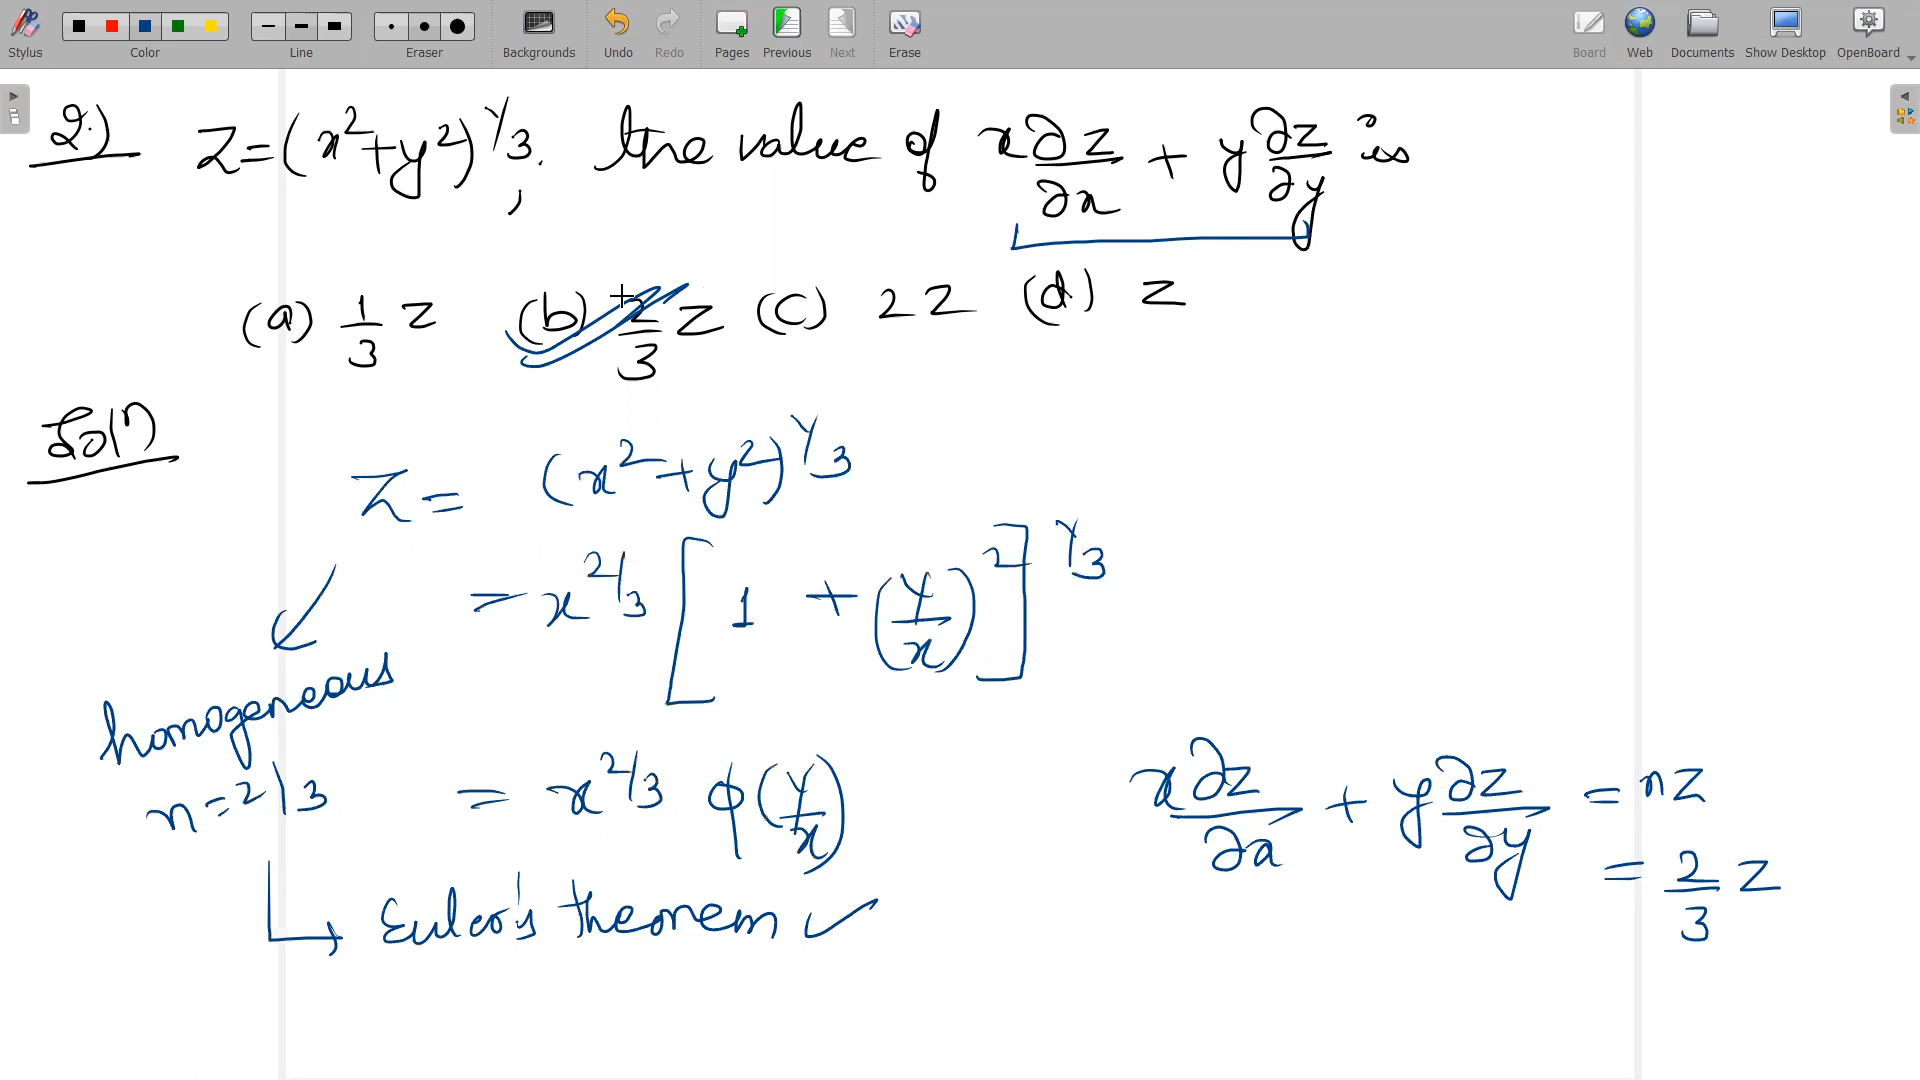 Stylus Color Line Eraser Backgrounds Undo Redo Pages Previous Next Erase Board Web Documents Show Desktop OpenBoard
2.) Z=(x²+y²)^1/3, the value of x ∂z/∂x + y ∂z/∂y is
(a) 1/3 Z (b) 2/3 Z (c) 2Z (d) Z
Soln
Z = (x²+y²)^1/3
= x^2/3 [1 + (y/x)²]^1/3
homogeneous
n = 2/3 = x^2/3 φ(y/x)
x ∂z/∂x + y ∂z/∂y = nz
= 2/3 Z
Euler's theorem ✓